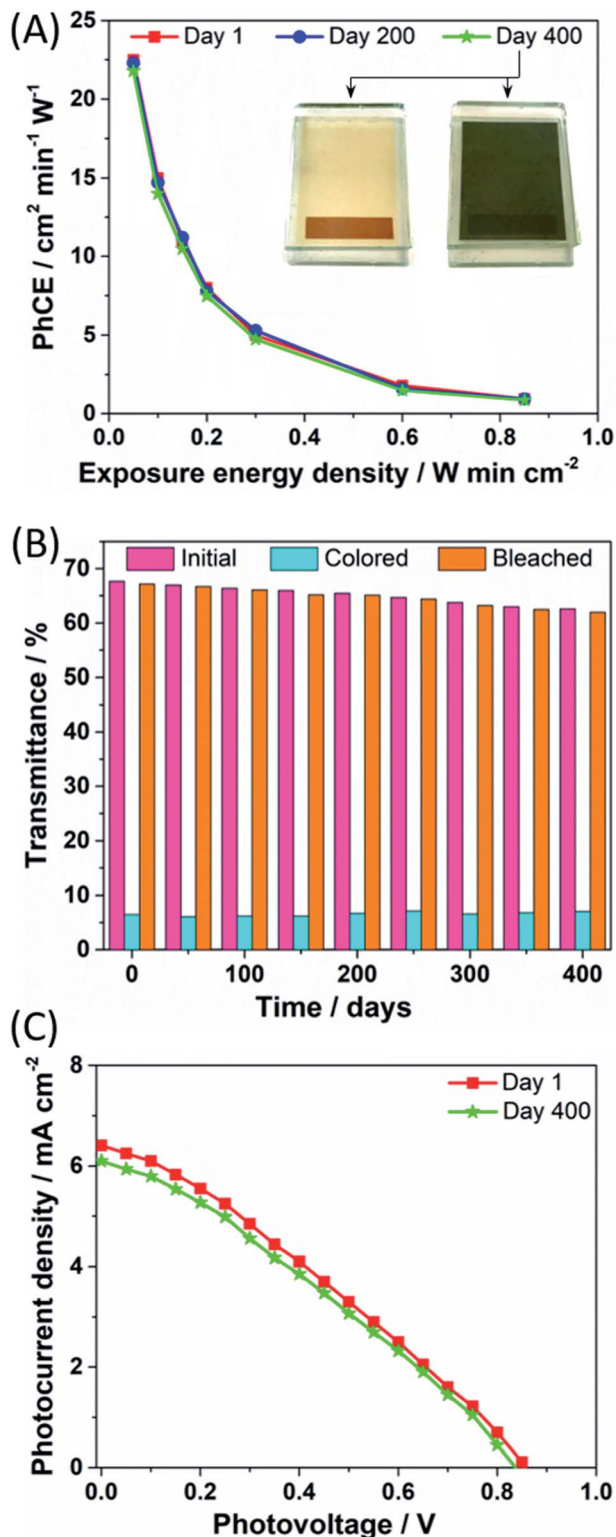 (A)
25
Day 1 Day 200 Day 400
20
15
10
5
0
PhCE / cm² min⁻¹ W⁻¹
0.0 0.2 0.4 0.6 0.8 1.0
Exposure energy density / W min cm⁻²
(B)
Initial Colored Bleached
70
60
50
40
30
20
10
0
Transmittance / %
0 100 200 300 400
Time / days
(C)
8
Day 1
Day 400
6
4
2
0
Photocurrent density / mA cm⁻²
0.0 0.2 0.4 0.6 0.8 1.0
Photovoltage / V